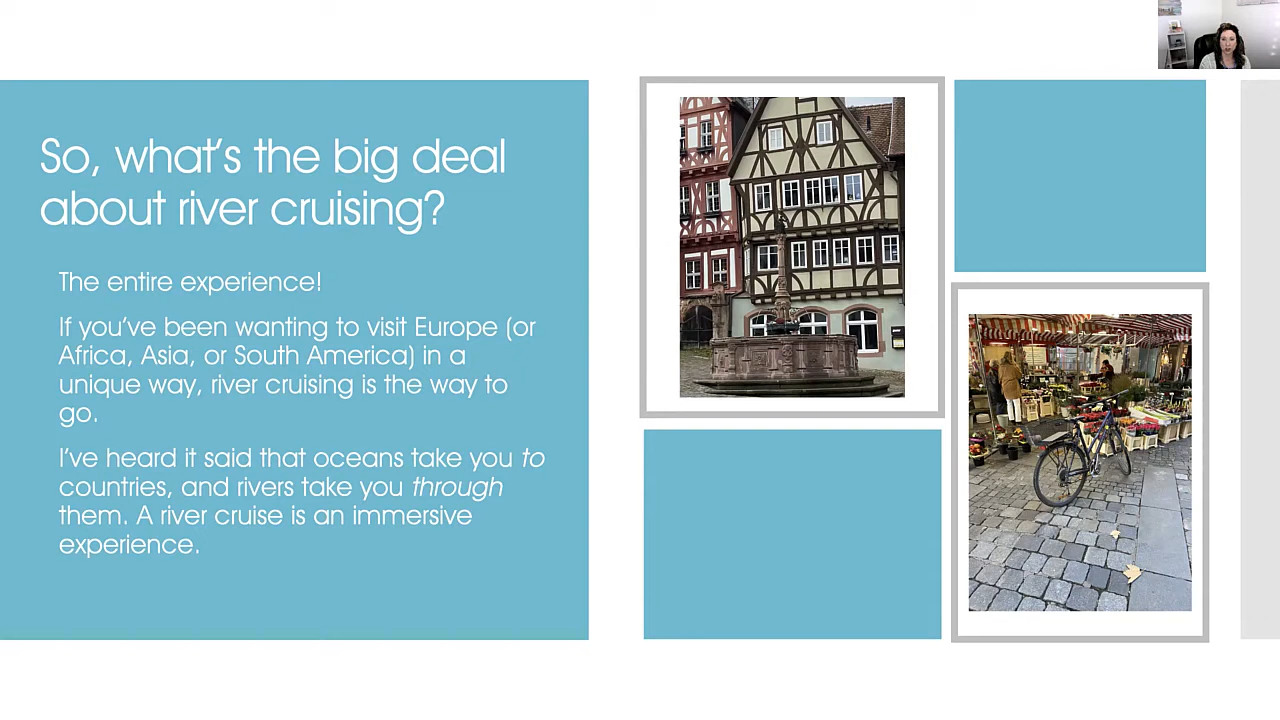 So, what's the big deal
about river cruising?
The entire experience!
If you've been wanting to visit Europe (or
Africa, Asia, or South America) in a
unique way, river cruising is the way to
go.
I've heard it said that oceans take you to
countries, and rivers take you through
them. A river cruise is an immersive
experience.